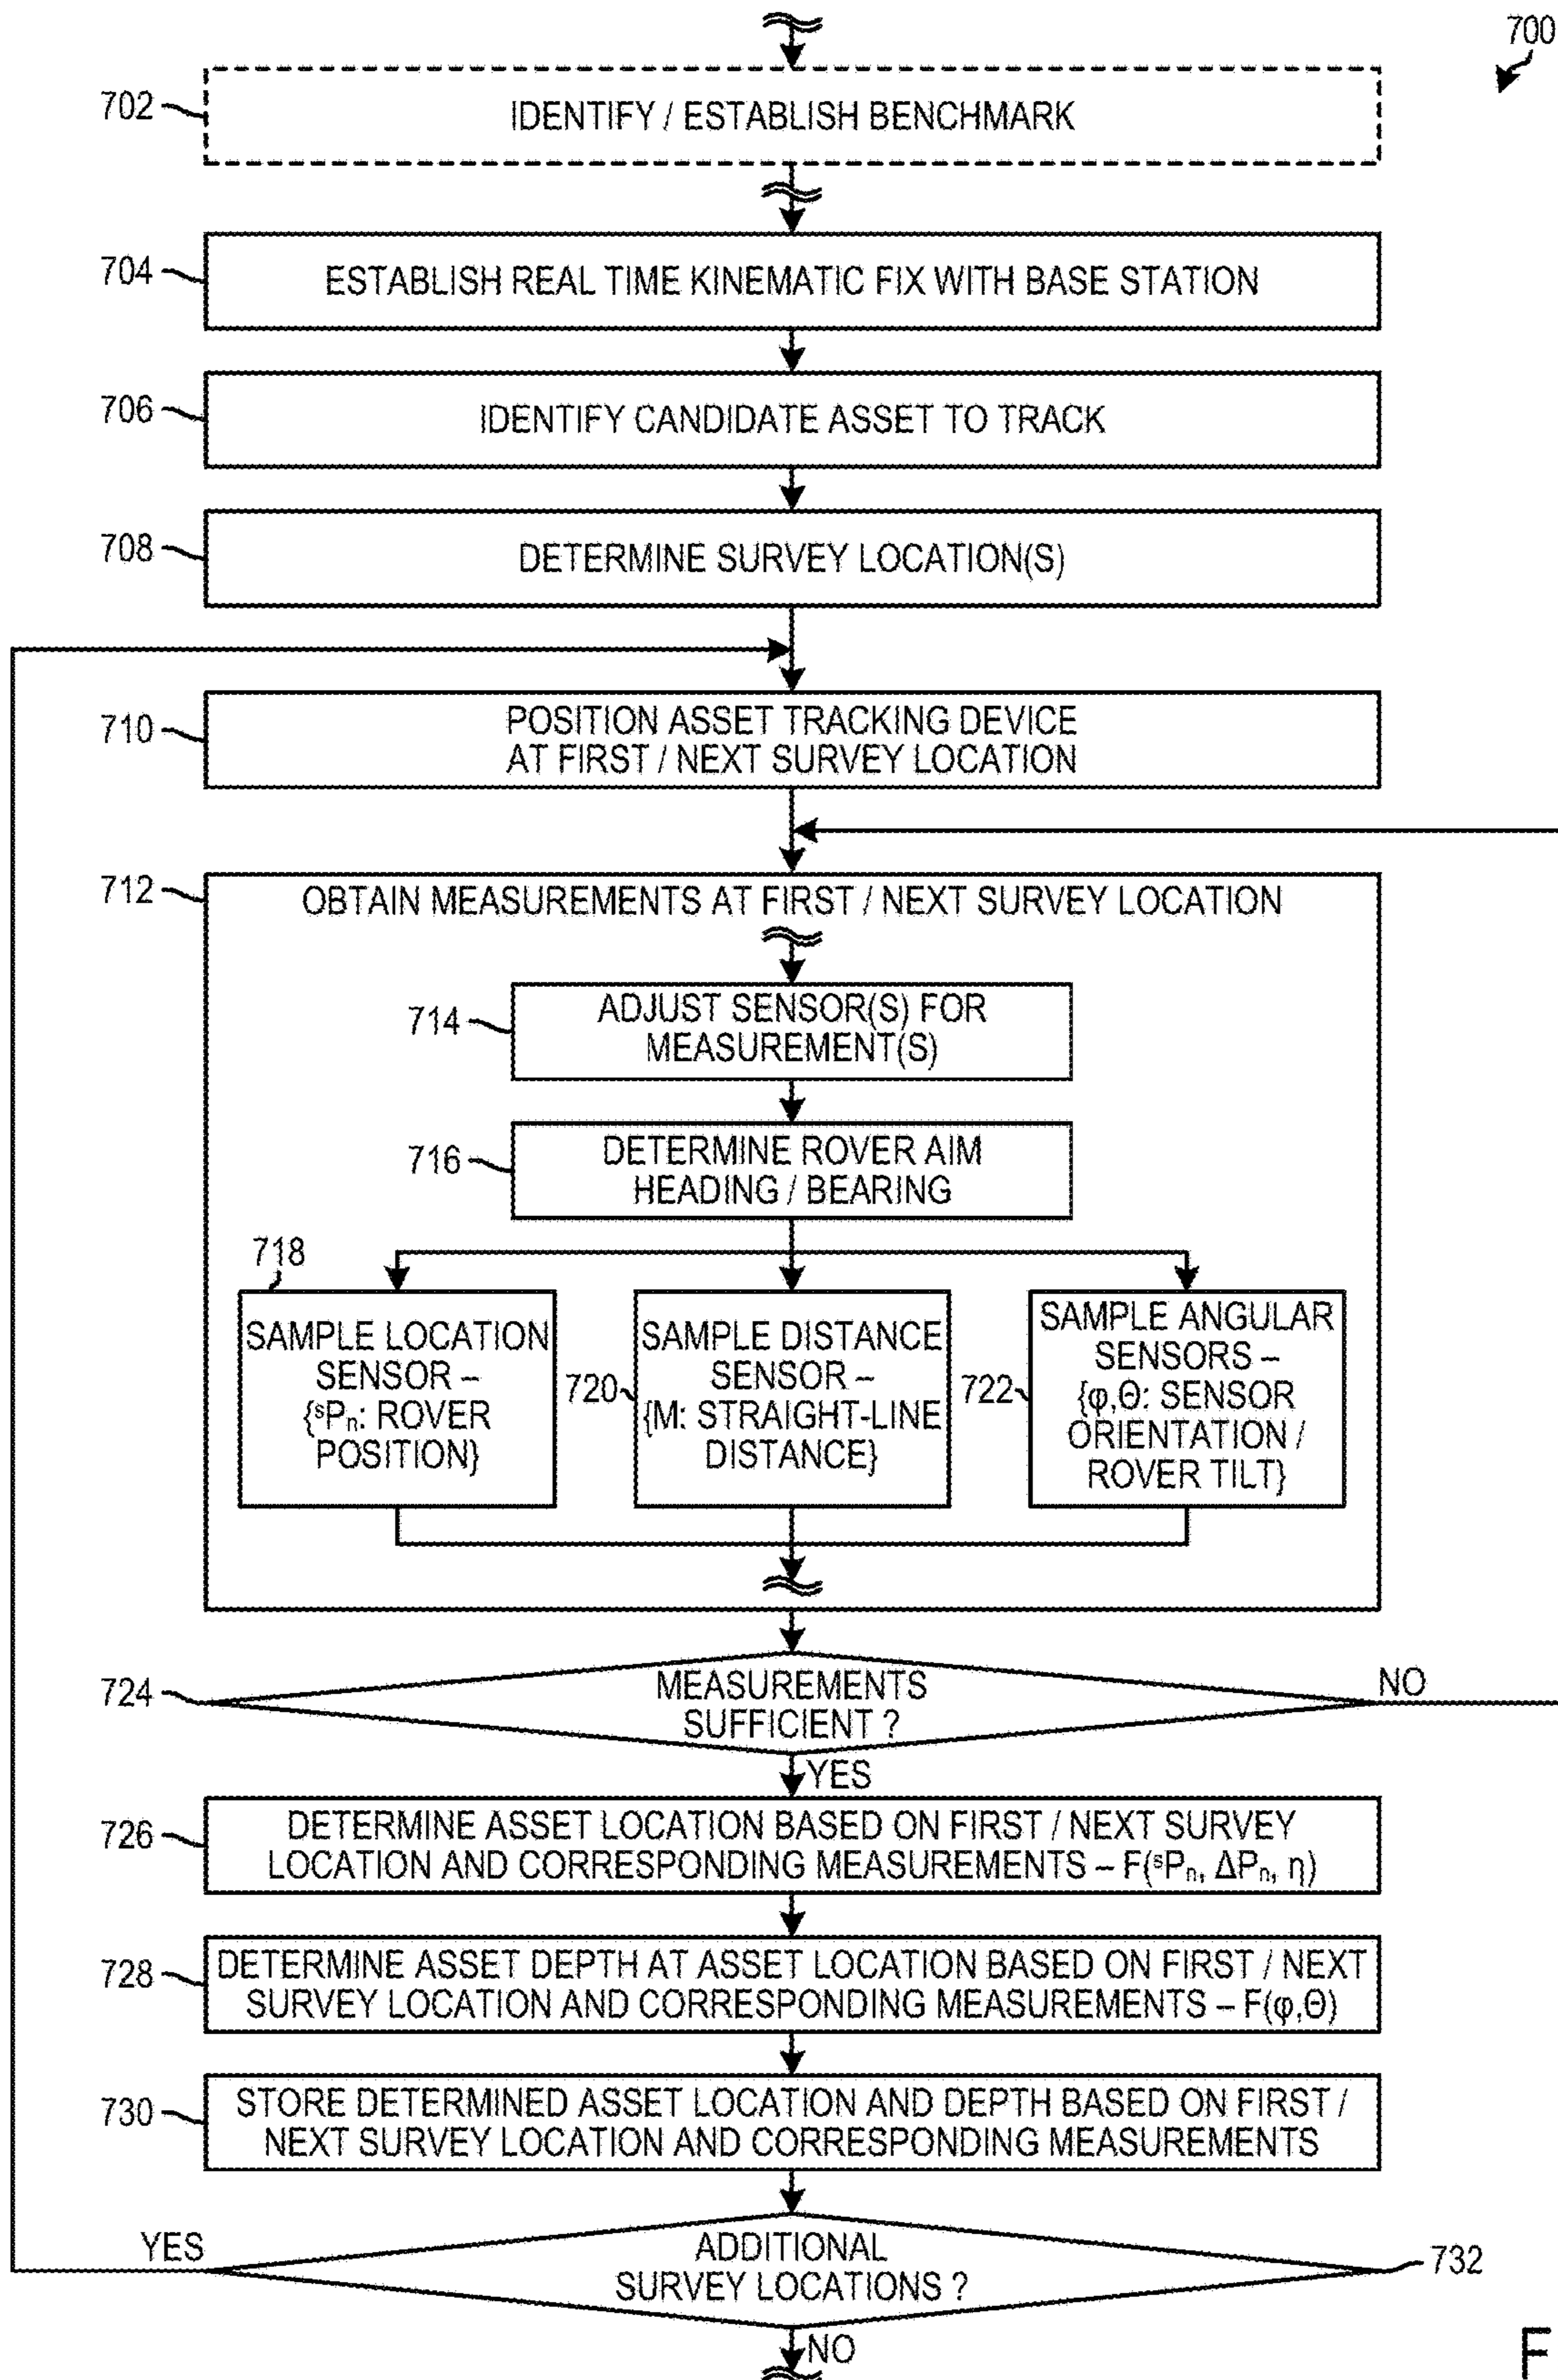 700
702
IDENTIFY / ESTABLISH BENCHMARK
704
ESTABLISH REAL TIME KINEMATIC FIX WITH BASE STATION
706
IDENTIFY CANDIDATE ASSET TO TRACK
708
DETERMINE SURVEY LOCATION(S)
710
POSITION ASSET TRACKING DEVICE
AT FIRST / NEXT SURVEY LOCATION
712
OBTAIN MEASUREMENTS AT FIRST / NEXT SURVEY LOCATION
714
ADJUST SENSOR(S) FOR
MEASUREMENT(S)
716
DETERMINE ROVER AIM
HEADING / BEARING
718
SAMPLE LOCATION
SENSOR –
{ˢPₙ: ROVER
POSITION}
720
SAMPLE DISTANCE
SENSOR –
{M: STRAIGHT-LINE
DISTANCE}
722
SAMPLE ANGULAR
SENSORS –
{φ,Θ: SENSOR
ORIENTATION /
ROVER TILT}
724
MEASUREMENTS
SUFFICIENT ?
NO
YES
726
DETERMINE ASSET LOCATION BASED ON FIRST / NEXT SURVEY
LOCATION AND CORRESPONDING MEASUREMENTS – F(ˢPₙ, ΔPₙ, η)
728
DETERMINE ASSET DEPTH AT ASSET LOCATION BASED ON FIRST / NEXT
SURVEY LOCATION AND CORRESPONDING MEASUREMENTS – F(φ,Θ)
730
STORE DETERMINED ASSET LOCATION AND DEPTH BASED ON FIRST /
NEXT SURVEY LOCATION AND CORRESPONDING MEASUREMENTS
YES
ADDITIONAL
SURVEY LOCATIONS ?
732
NO
F